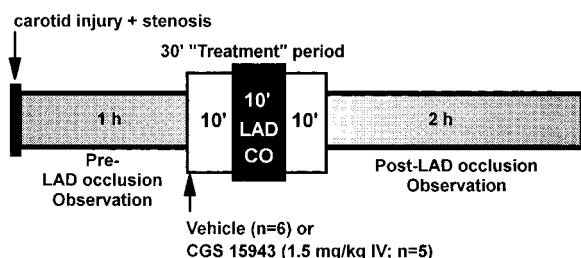 carotid injury + stenosis
30' "Treatment" period
1 h
10'
10'
LAD
CO
10'
2 h
Pre-
LAD occlusion
Observation
Post-LAD occlusion
Observation
Vehicle (n=6) or
CGS 15943 (1.5 mg/kg IV; n=5)